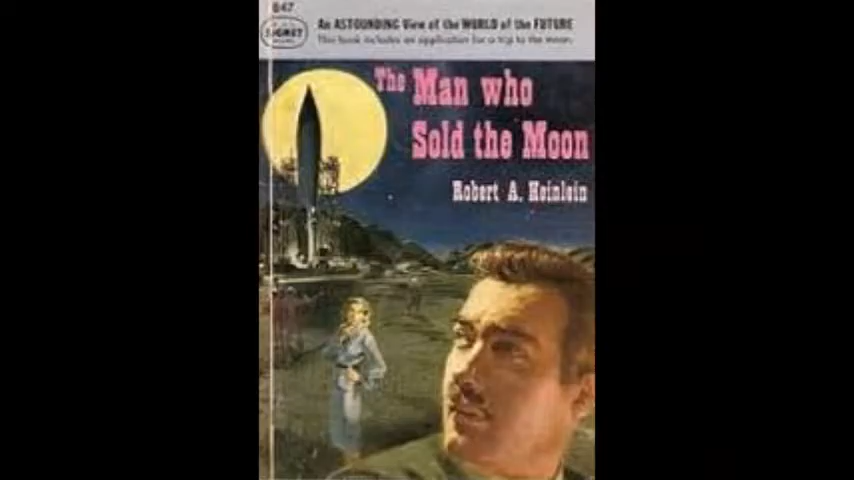 847
SIGNET
An ASTOUNDING View of the WORLD of the FUTURE
This book includes an application for a trip to the moon.
The Man who
Sold the Moon
Robert A. Heinlein